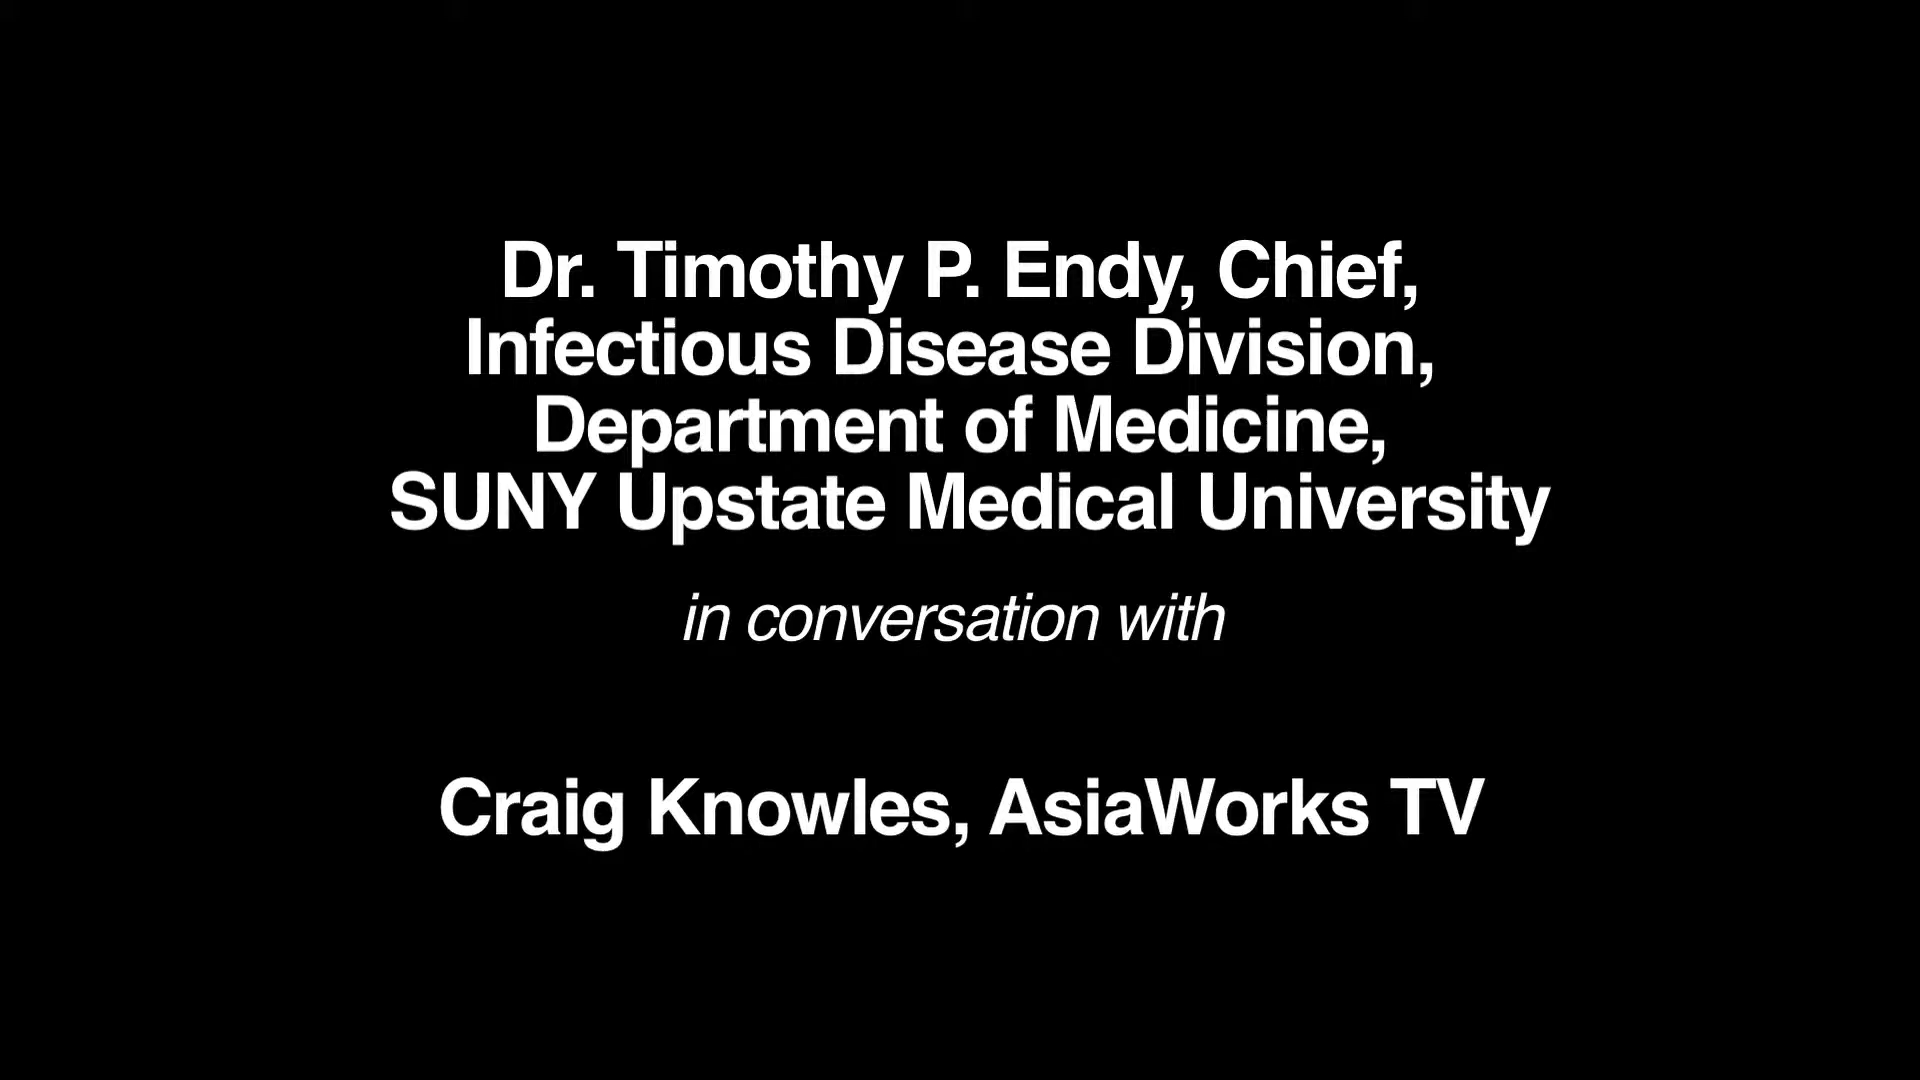 Dr. Timothy P. Endy, Chief,
Infectious Disease Division,
Department of Medicine,
SUNY Upstate Medical University
in conversation with
Craig Knowles, AsiaWorks TV